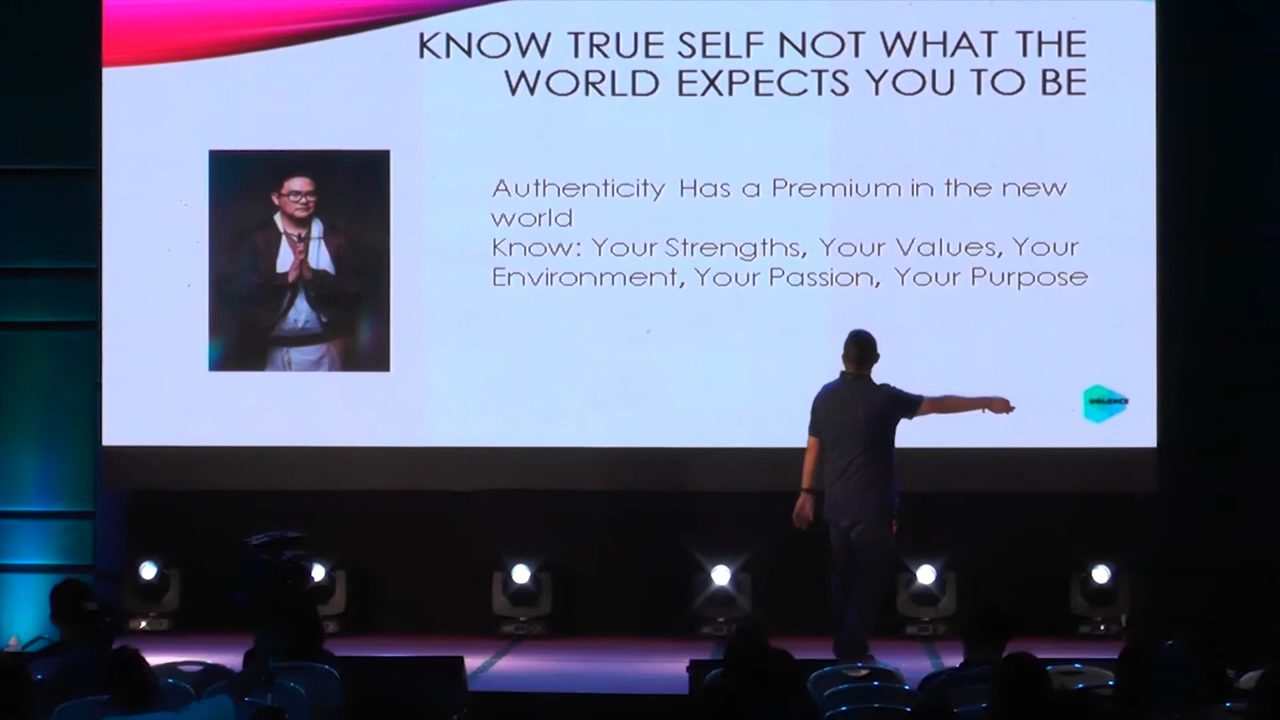 KNOW TRUE SELF NOT WHAT THE
WORLD EXPECTS YOU TO BE
Authenticity Has a Premium in the new
world
Know: Your Strengths, Your Values, Your
Environment, Your Passion, Your Purpose
VALENCE